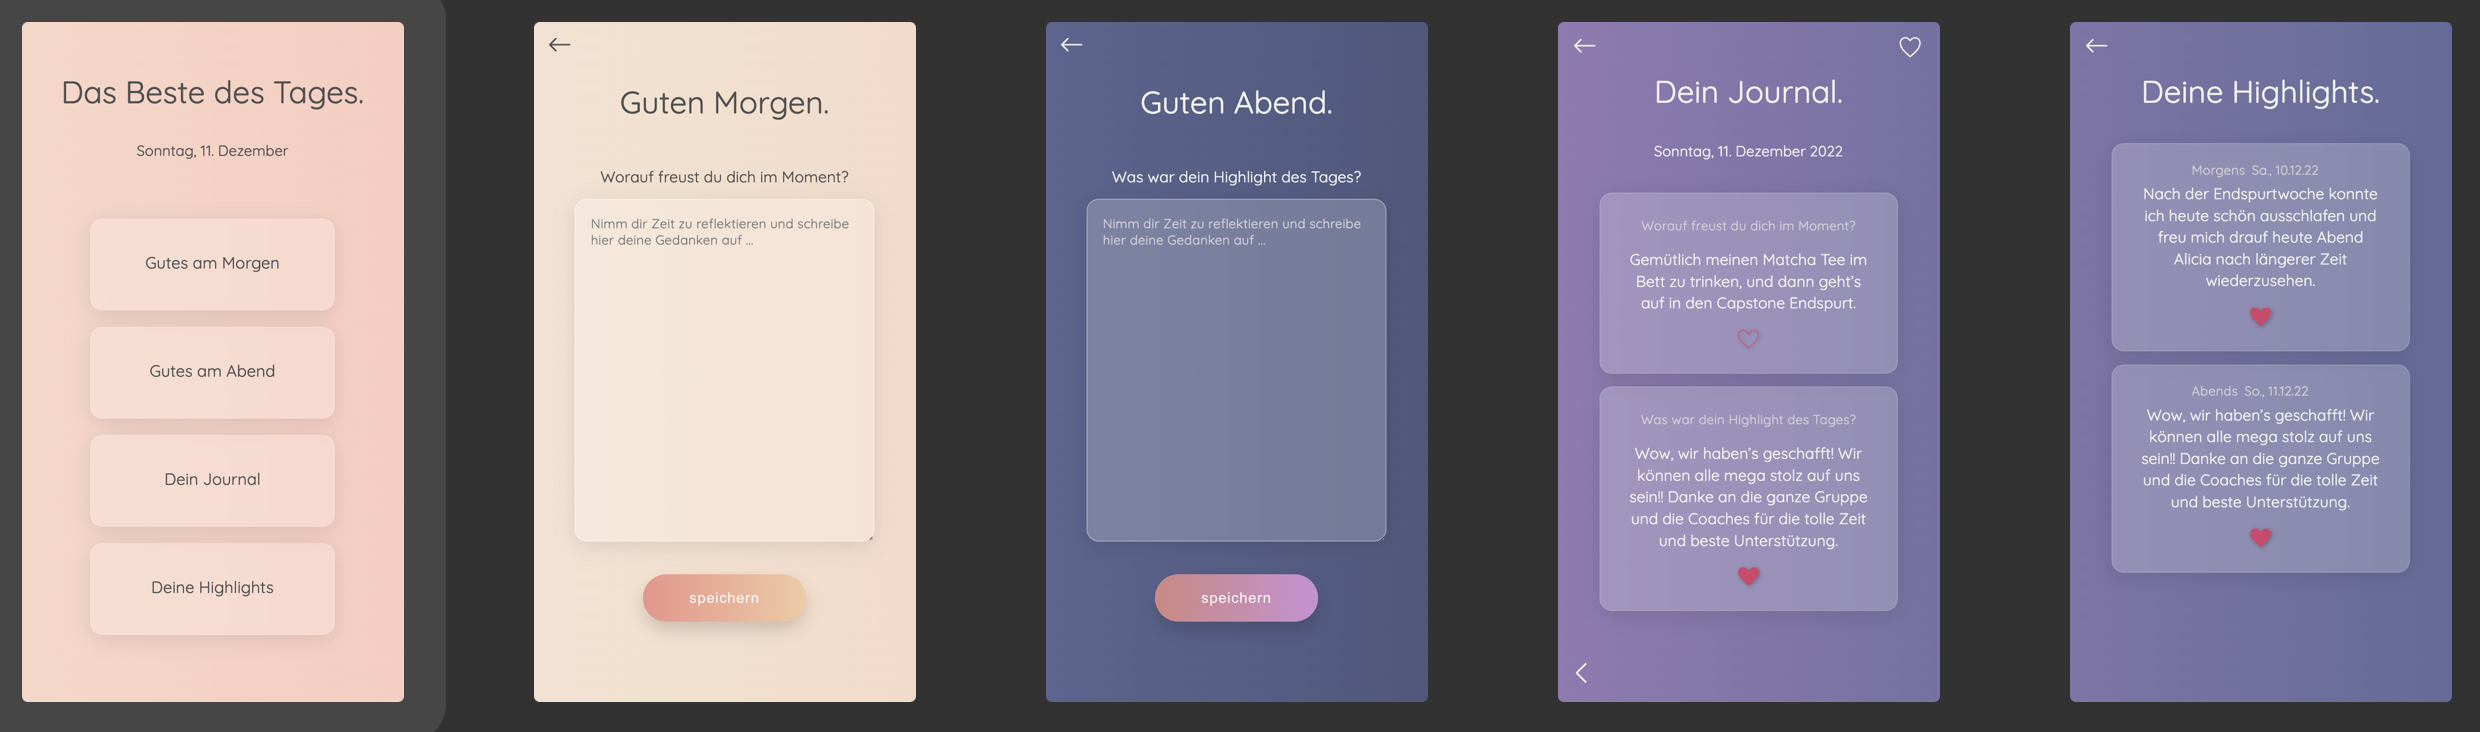 Das Beste des Tages.
Sonntag, 11. Dezember
Gutes am Morgen
Gutes am Abend
Dein Journal
Deine Highlights
Guten Morgen.
Worauf freust du dich im Moment?
Nimm dir Zeit zu reflektieren und schreibe
hier deine Gedanken auf ...
speichern
Guten Abend.
Was war dein Highlight des Tages?
Nimm dir Zeit zu reflektieren und schreibe
hier deine Gedanken auf ...
speichern
Dein Journal.
Sonntag, 11. Dezember 2022
Worauf freust du dich im Moment?
Gemütlich meinen Matcha Tee im
Bett zu trinken, und dann geht's
auf in den Capstone Endspurt.
Was war dein Highlight des Tages?
Wow, wir haben's geschafft! Wir
können alle mega stolz auf uns
sein!! Danke an die ganze Gruppe
und die Coaches für die tolle Zeit
und beste Unterstützung.
Deine Highlights.
Morgens Sa., 10.12.22
Nach der Endspurtwoche konnte
ich heute schön ausschlafen und
freu mich drauf heute Abend
Alicia nach längerer Zeit
wiederzusehen.
Abends So., 11.12.22
Wow, wir haben's geschafft! Wir
können alle mega stolz auf uns
sein!! Danke an die ganze Gruppe
und die Coaches für die tolle Zeit
und beste Unterstützung.